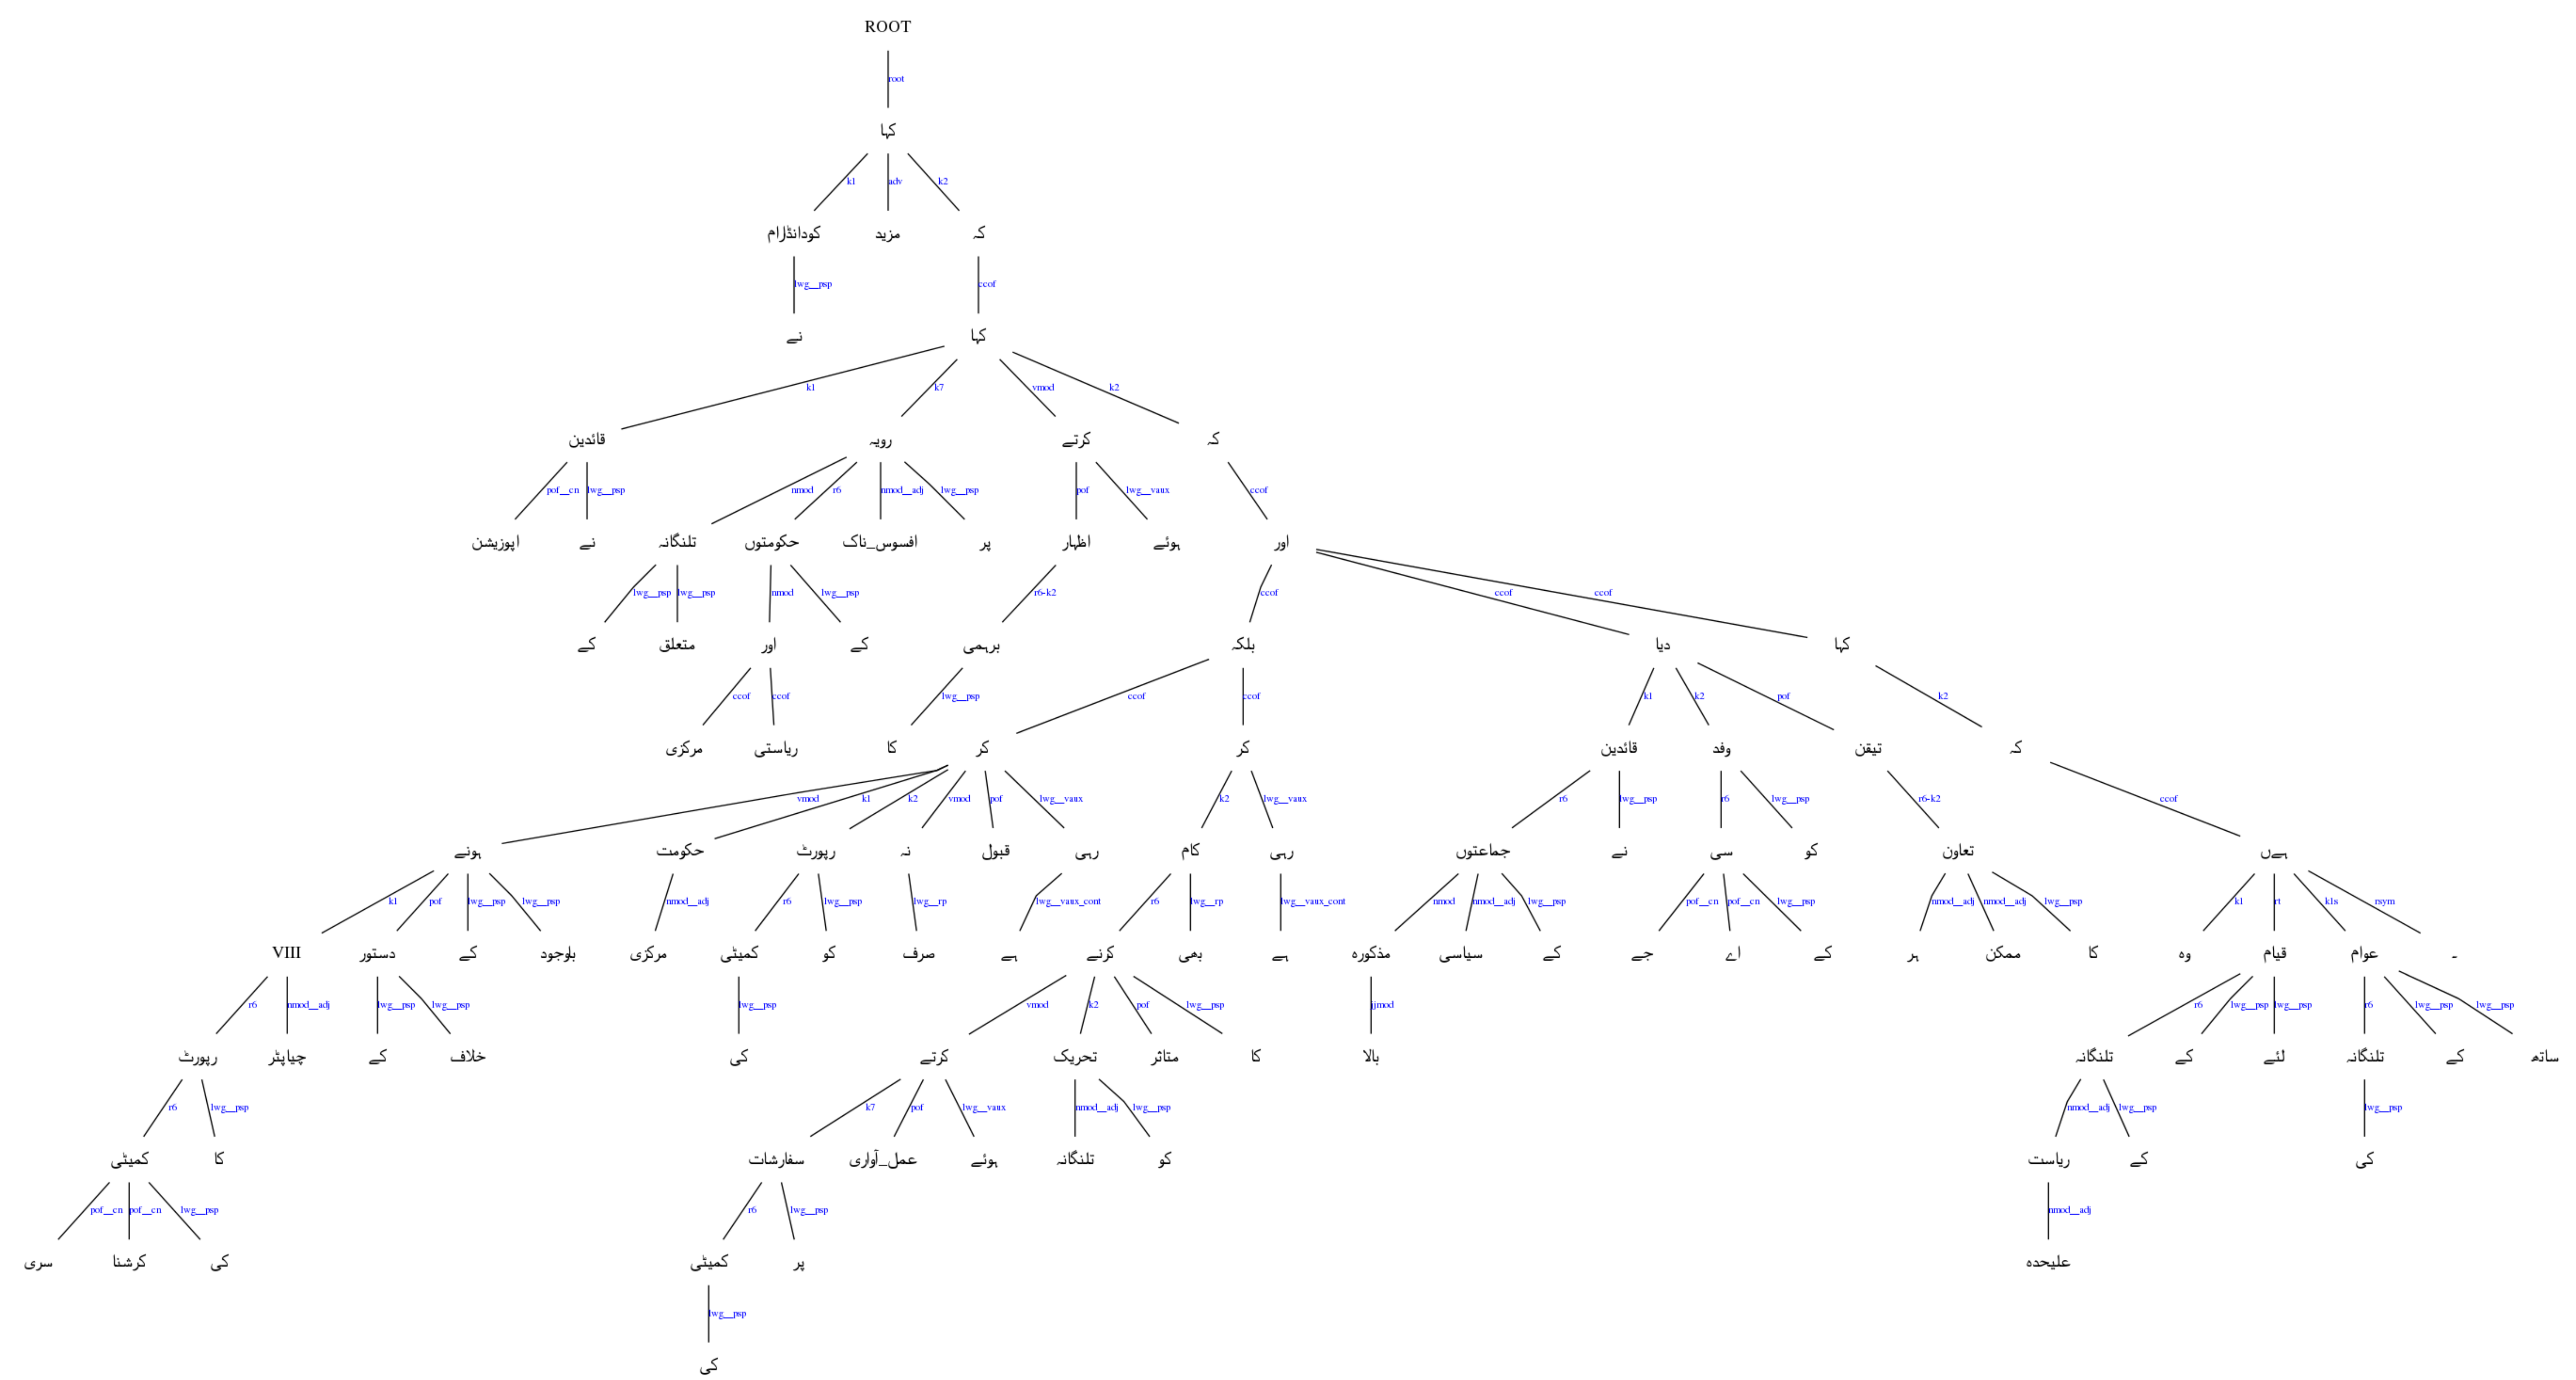 ROOT
root
کہا
k1 adv k2
کودانڈرام مزید کہ
lwg__psp ccof
نے کہا
k1 k7 vmod k2
قائدین رویہ کرتے کہ
pof__cn lwg__psp nmod r6 nmod__adj lwg__psp pof lwg__vaux ccof
اپوزیشن نے تلنگانہ حکومتوں افسوس_ناک پر اظہار ہوئے اور
lwg__psp lwg__psp nmod lwg__psp r6-k2 ccof ccof ccof
کے متعلق اور کے برہمی بلکہ دیا کہا
ccof ccof lwg__psp ccof ccof k1 k2 pof k2
مرکزی ریاستی کا کر کر قائدین وفد تیقن کہ
vmod k1 k2 vmod pof lwg__vaux k2 lwg__vaux r6 lwg__psp r6 lwg__psp r6-k2 ccof
ہونے حکومت رپورٹ نہ قبول رہی کام رہی جماعتوں نے سی کو تعاون ہےں
k1 pof lwg__psp lwg__psp nmod__adj r6 lwg__psp lwg__rp lwg__vaux_cont r6 lwg__rp lwg__vaux_cont nmod nmod__adj lwg__psp pof__cn pof__cn lwg__psp nmod__adj nmod__adj lwg__psp k1 rt k1s rsym
VIII دستور کے باوجود مرکزی کمیٹی کو صرف ہے کرنے بھی ہے مذکورہ سیاسی کے جے اے کے ہر ممکن کا وہ قیام عوام ۔
r6 nmod__adj lwg__psp lwg__psp lwg__psp vmod k2 pof lwg__psp jjmod r6 lwg__psp lwg__psp r6 lwg__psp lwg__psp
رپورٹ چیاپٹر کے خلاف کی کرتے تحریک متاثر کا بالا تلنگانہ کے لئے تلنگانہ کے ساتھ
r6 lwg__psp k7 pof lwg__vaux nmod__adj lwg__psp nmod__adj lwg__psp lwg__psp
کمیٹی کا سفارشات عمل_آواری ہوئے تلنگانہ کو ریاست کے کی
pof__cn pof__cn lwg__psp r6 lwg__psp nmod__adj
سری کرشنا کی کمیٹی پر علیحدہ
lwg__psp
کی